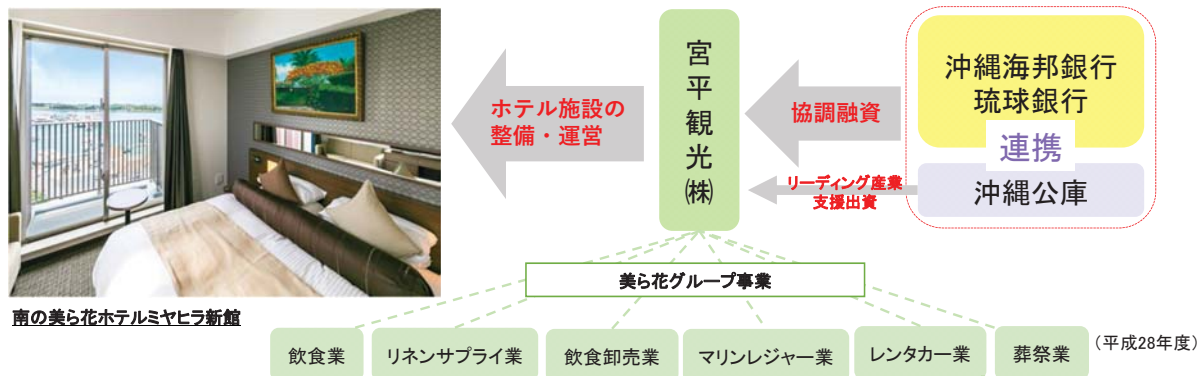 ホテル施設の
整備・運営
宮平観光㈱
協調融資
リーディング産業
支援出資
沖縄海邦銀行
琉球銀行
連携
沖縄公庫
美ら花グループ事業
南の美ら花ホテルミヤヒラ新館
飲食業
リネンサプライ業
飲食卸売業
マリンレジャー業
レンタカー業
葬祭業
(平成28年度)